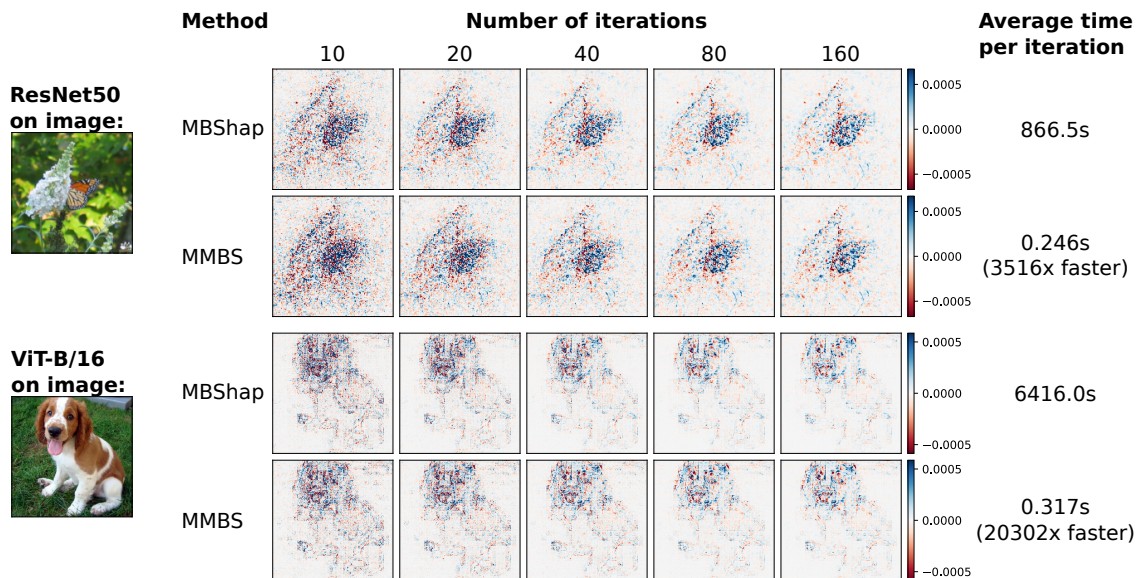 Method
Number of iterations
Average time
per iteration
10 20 40 80 160
ResNet50
on image:
MBShap
0.0005
0.0000
−0.0005
866.5s
MMBS
0.0005
0.0000
−0.0005
0.246s
(3516x faster)
ViT-B/16
on image:
MBShap
0.0005
0.0000
−0.0005
6416.0s
MMBS
0.0005
0.0000
−0.0005
0.317s
(20302x faster)